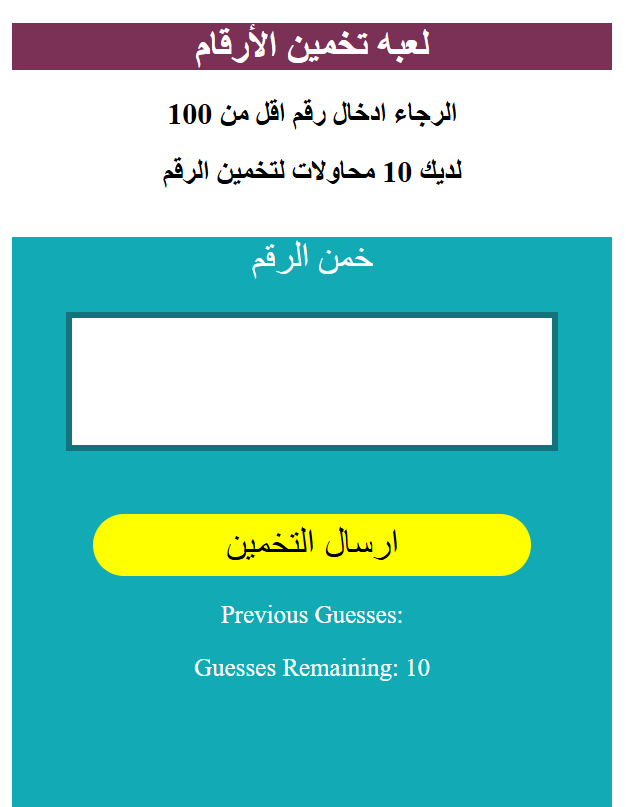 لعبه تخمين الأرقام
الرجاء ادخال رقم اقل من 100
لديك 10 محاولات لتخمين الرقم
خمن الرقم
ارسال التخمين
Previous Guesses:
Guesses Remaining: 10